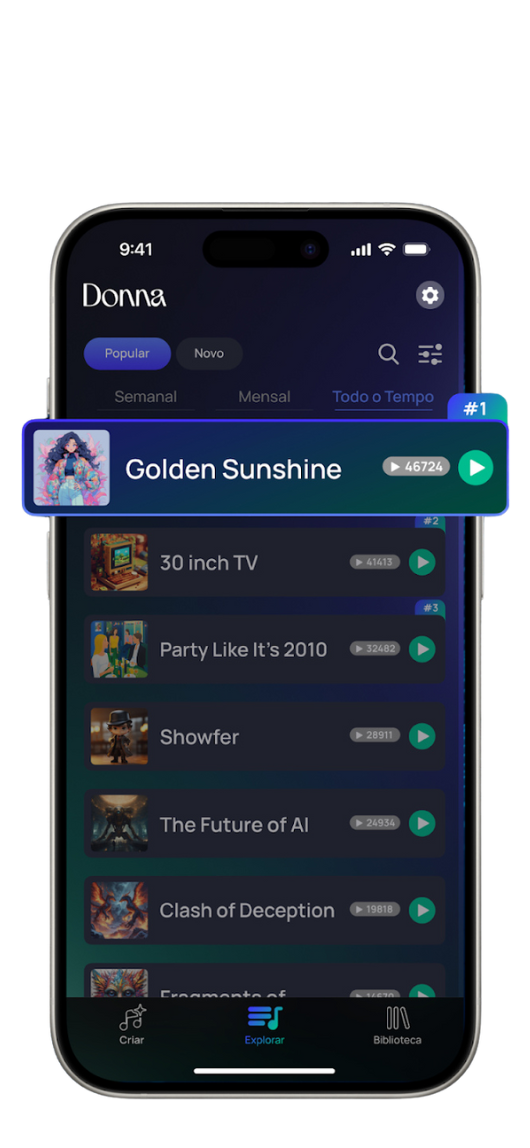 9:41
Donna
Popular Novo
Semanal Mensal Todo o Tempo
#1
Golden Sunshine 46724
#2
30 inch TV 41413
#3
Party Like It's 2010 32482
Showfer 28911
The Future of AI 24934
Clash of Deception 19818
Fragments of
Criar Explorar Biblioteca